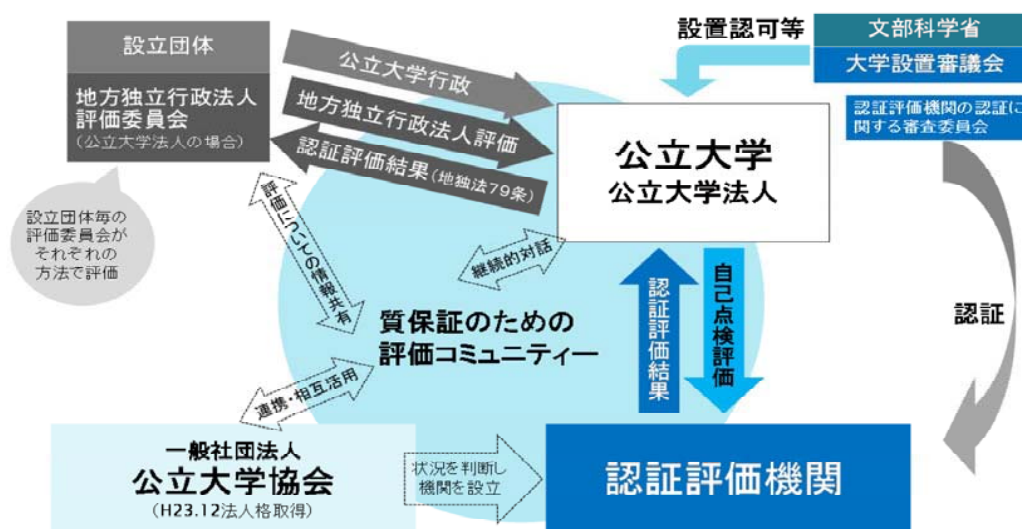 設立団体
地方独立行政法人
評価委員会
(公立大学法人の場合)
設立団体毎の
評価委員会が
それぞれの
方法で評価
公立大学行政
地方独立行政法人評価
認証評価結果(地独法79条)
設置認可等
文部科学省
大学設置審議会
認証評価機関の認証に
関する審査委員会
公立大学
公立大学法人
評価についての情報共有
継続的対話
質保証のための
評価コミュニティー
認証評価結果
自己点検評価
認証
連携・相互活用
一般社団法人
公立大学協会
(H23.12法人格取得)
状況を判断し
機関を設立
認証評価機関